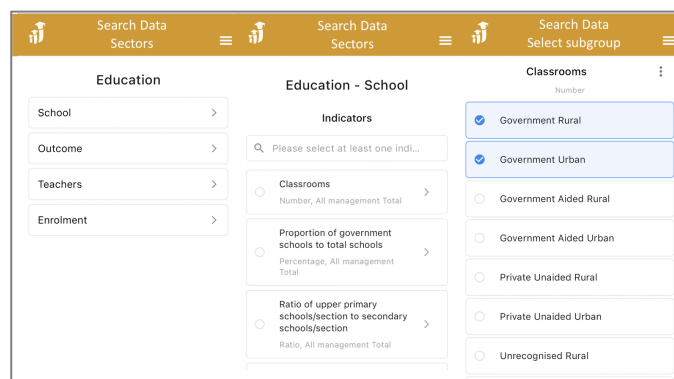 Search Data
Sectors
Education
School
Outcome
Teachers
Enrolment
Search Data
Sectors
Education - School
Indicators
Please select at least one indi...
Classrooms
Number, All management Total
Proportion of government
schools to total schools
Percentage, All management
Total
Ratio of upper primary
schools/section to secondary
schools/section
Ratio, All management Total
Search Data
Select subgroup
Classrooms
Number
Government Rural
Government Urban
Government Aided Rural
Government Aided Urban
Private Unaided Rural
Private Unaided Urban
Unrecognised Rural